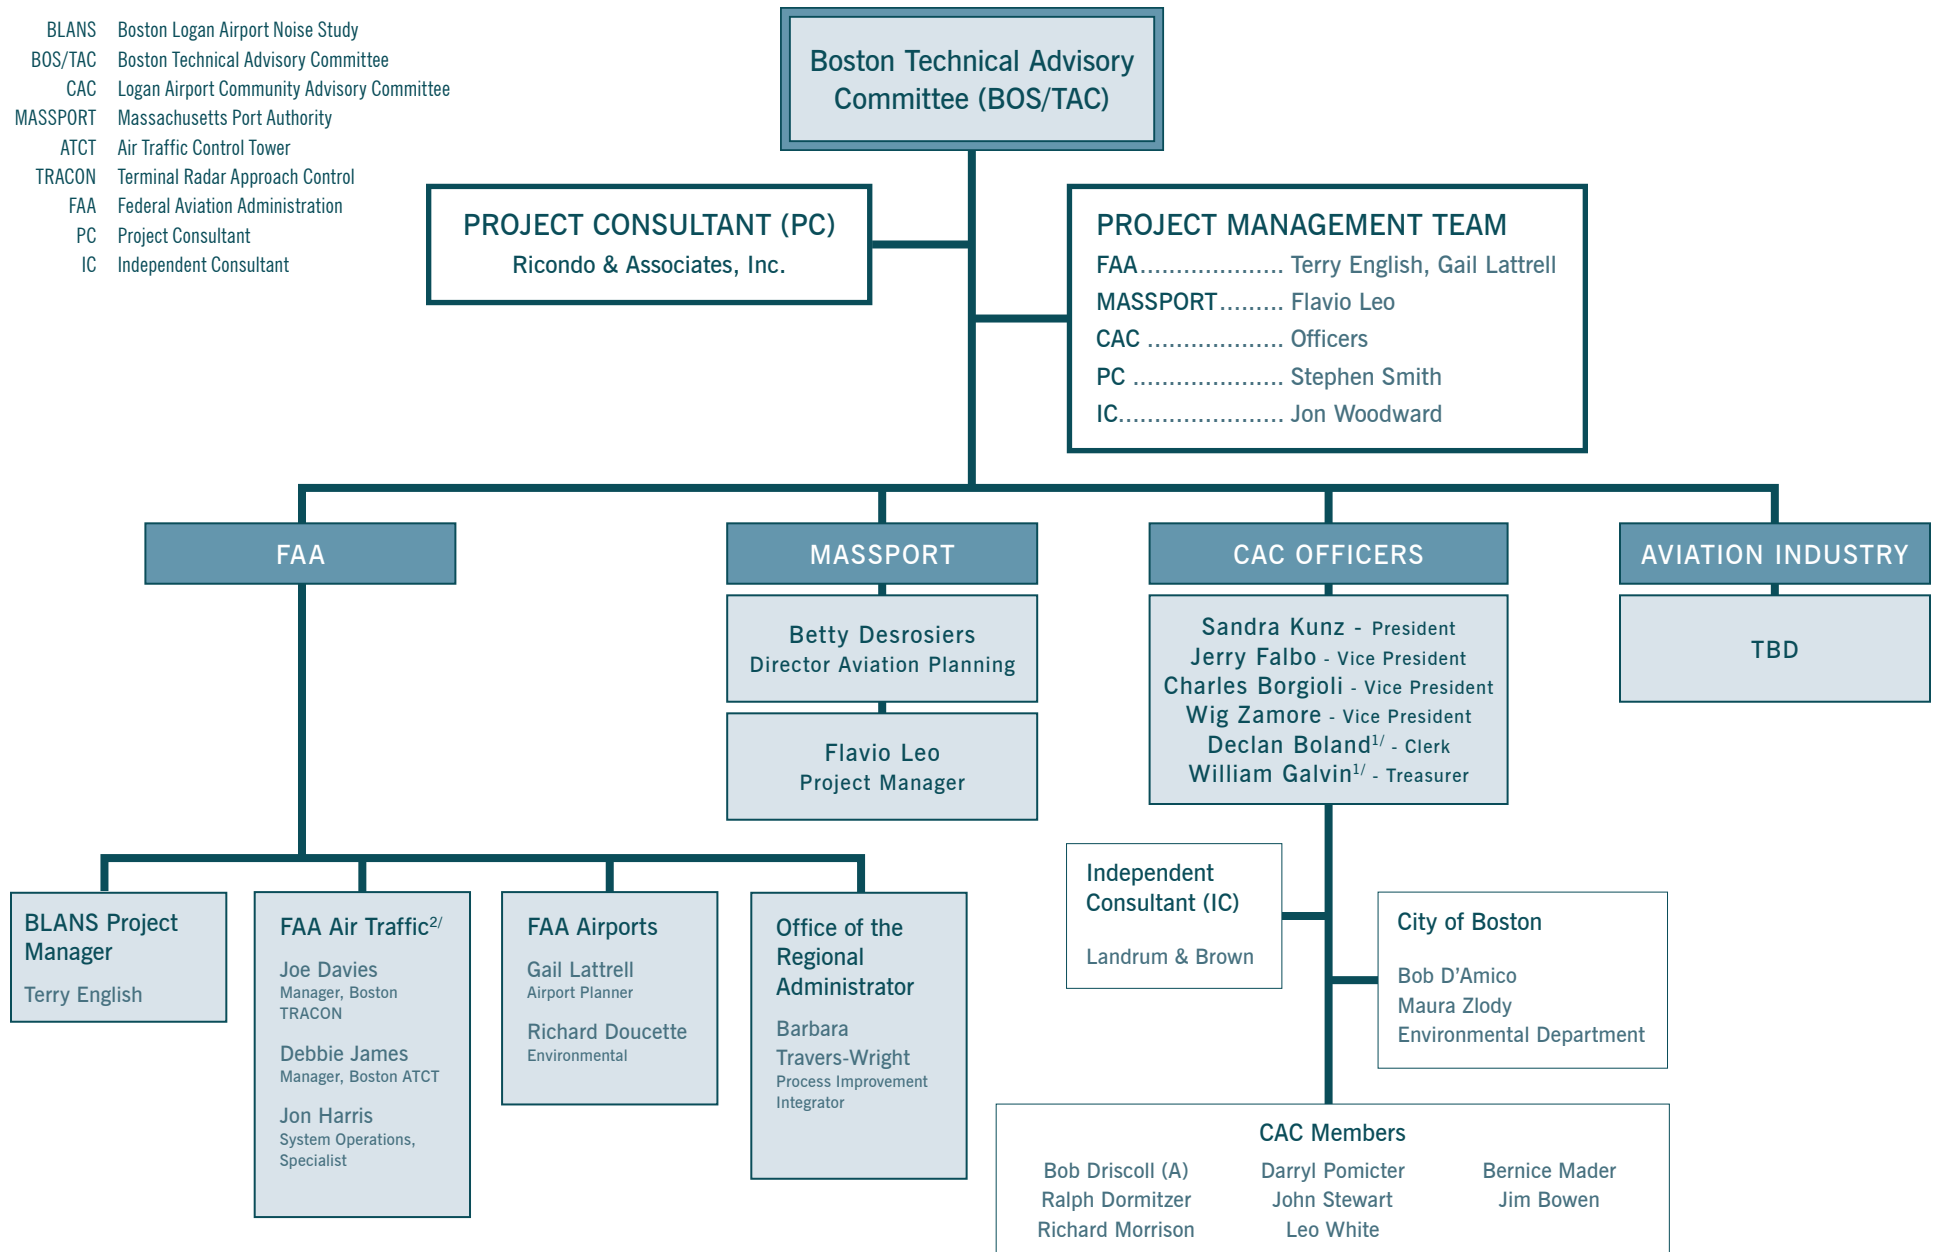 BLANS Boston Logan Airport Noise Study
BOS/TAC Boston Technical Advisory Committee
CAC Logan Airport Community Advisory Committee
MASSPORT Massachusetts Port Authority
ATCT Air Traffic Control Tower
TRACON Terminal Radar Approach Control
FAA Federal Aviation Administration
PC Project Consultant
IC Independent Consultant
Boston Technical Advisory
Committee (BOS/TAC)
PROJECT CONSULTANT (PC)
Ricondo & Associates, Inc.
PROJECT MANAGEMENT TEAM
FAA.................... Terry English, Gail Lattrell
MASSPORT......... Flavio Leo
CAC ................... Officers
PC ..................... Stephen Smith
IC....................... Jon Woodward
FAA
MASSPORT
Betty Desrosiers
Director Aviation Planning
Flavio Leo
Project Manager
CAC OFFICERS
Sandra Kunz - President
Jerry Falbo - Vice President
Charles Borgioli - Vice President
Wig Zamore - Vice President
Declan Boland1/ - Clerk
William Galvin1/ - Treasurer
AVIATION INDUSTRY
TBD
BLANS Project
Manager
Terry English
FAA Air Traffic2/
Joe Davies
Manager, Boston
TRACON
Debbie James
Manager, Boston ATCT
Jon Harris
System Operations,
Specialist
FAA Airports
Gail Lattrell
Airport Planner
Richard Doucette
Environmental
Office of the
Regional
Administrator
Barbara
Travers-Wright
Process Improvement
Integrator
Independent
Consultant (IC)
Landrum & Brown
City of Boston
Bob D’Amico
Maura Zlody
Environmental Department
CAC Members
Bob Driscoll (A) Darryl Pomicter Bernice Mader
Ralph Dormitzer John Stewart Jim Bowen
Richard Morrison Leo White